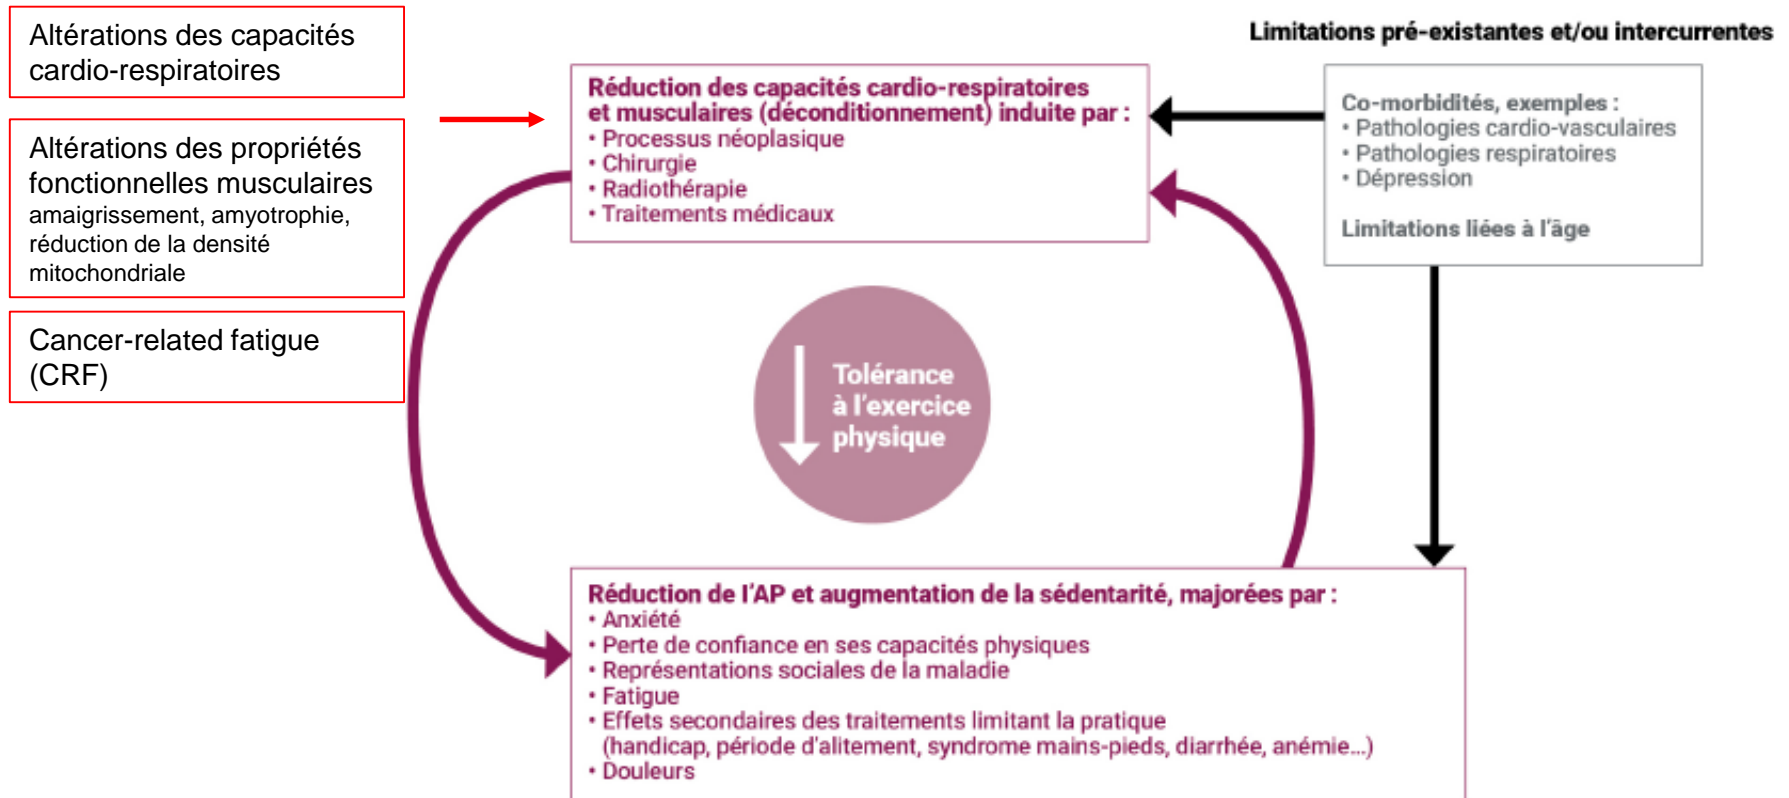 Altérations des capacités
cardio-respiratoires
Altérations des propriétés
fonctionnelles musculaires
amaigrissement, amyotrophie,
réduction de la densité
mitochondriale
Cancer-related fatigue
(CRF)
Réduction des capacités cardio-respiratoires
et musculaires (déconditionnement) induite par :
• Processus néoplasique
• Chirurgie
• Radiothérapie
• Traitements médicaux
Limitations pré-existantes et/ou intercurrentes
Co-morbidités, exemples :
• Pathologies cardio-vasculaires
• Pathologies respiratoires
• Dépression
Limitations liées à l'âge
Tolérance
à l'exercice
physique
Réduction de l'AP et augmentation de la sédentarité, majorées par :
• Anxiété
• Perte de confiance en ses capacités physiques
• Représentations sociales de la maladie
• Fatigue
• Effets secondaires des traitements limitant la pratique
(handicap, période d'alitement, syndrome mains-pieds, diarrhée, anémie...)
• Douleurs